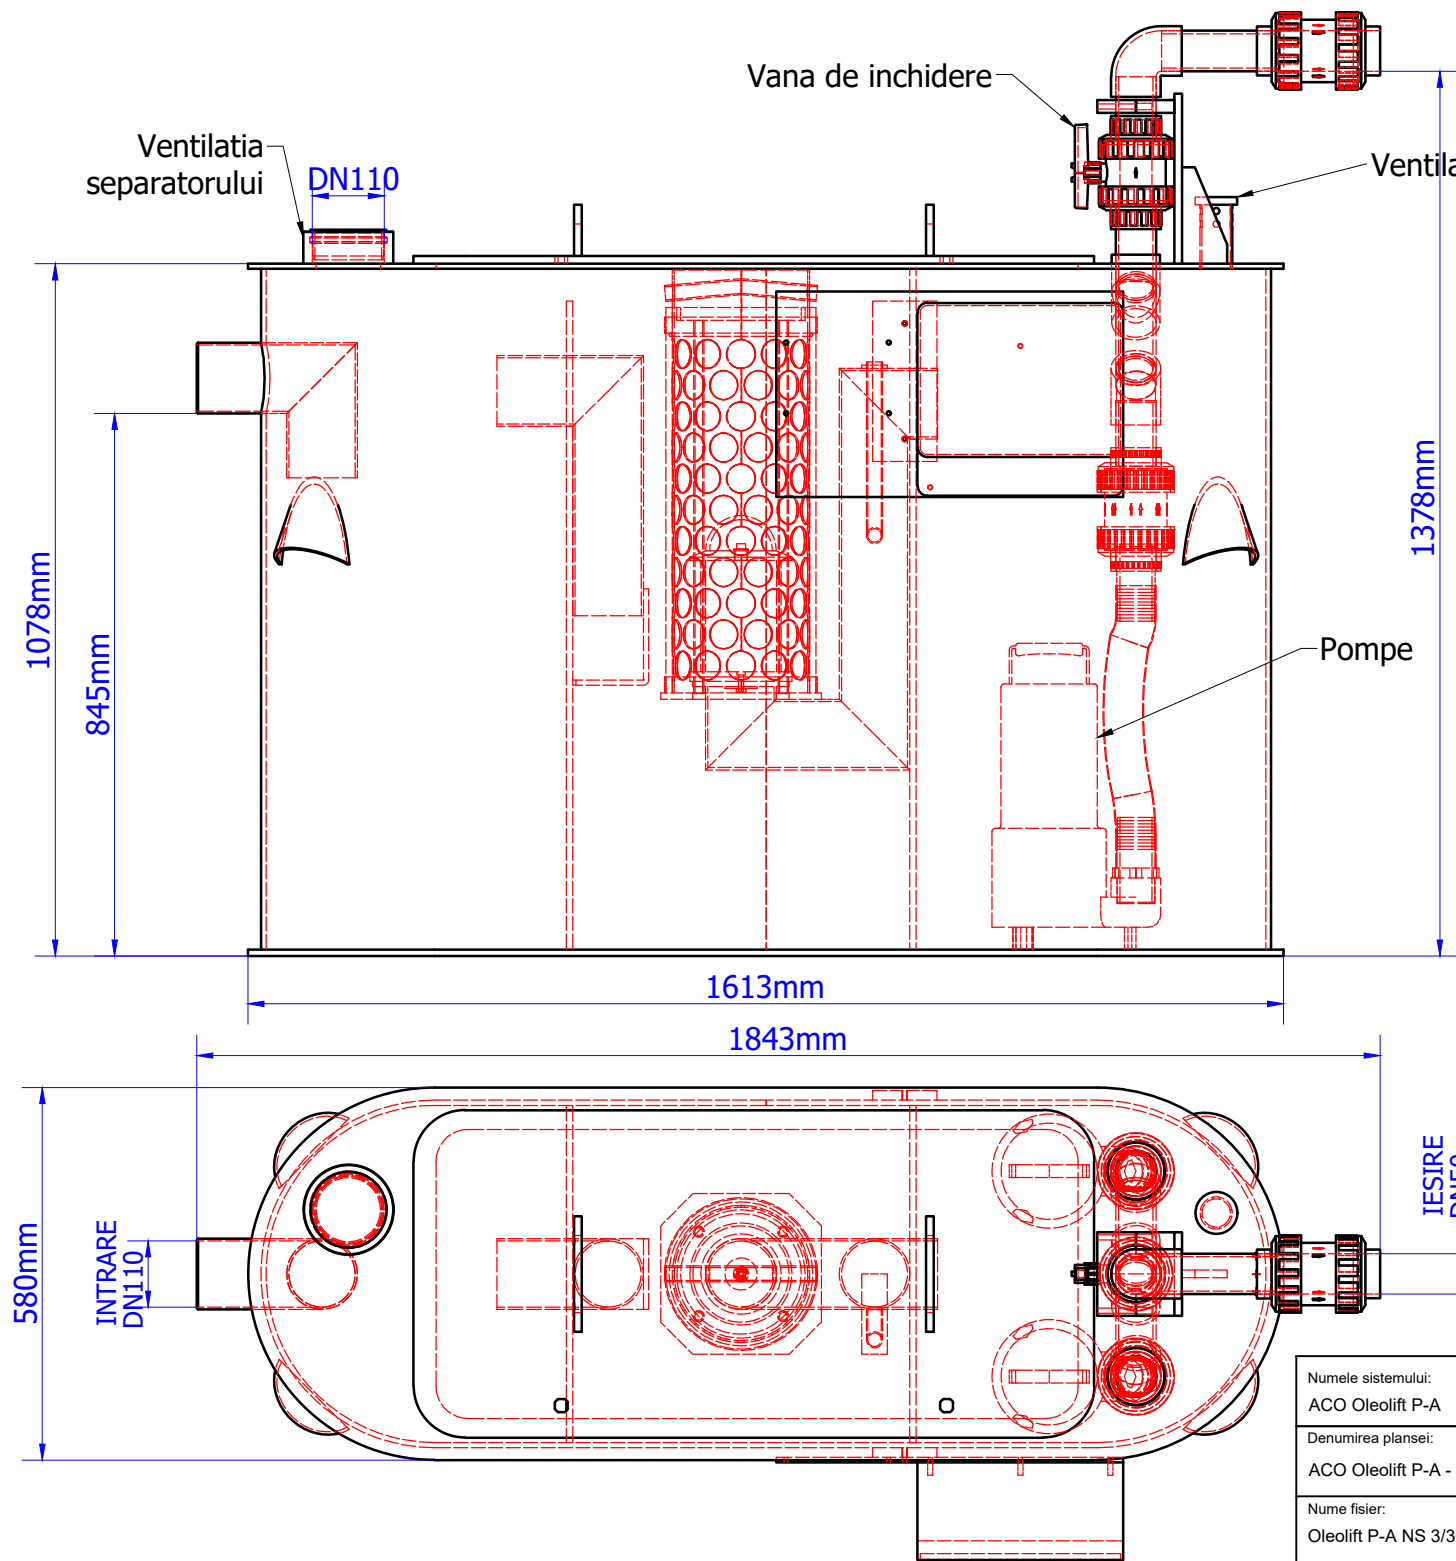 Vana de inchidere
Ventilatia
separatorului
DN110
1078mm
845mm
1378mm
Pompe
1613mm
1843mm
580mm
INTRARE
DN110
IESIRE
Numele sistemului:
ACO Oleolift P-A
Denumirea plansei:
ACO Oleolift P-A -
Nume fisier:
Oleolift P-A NS 3/3